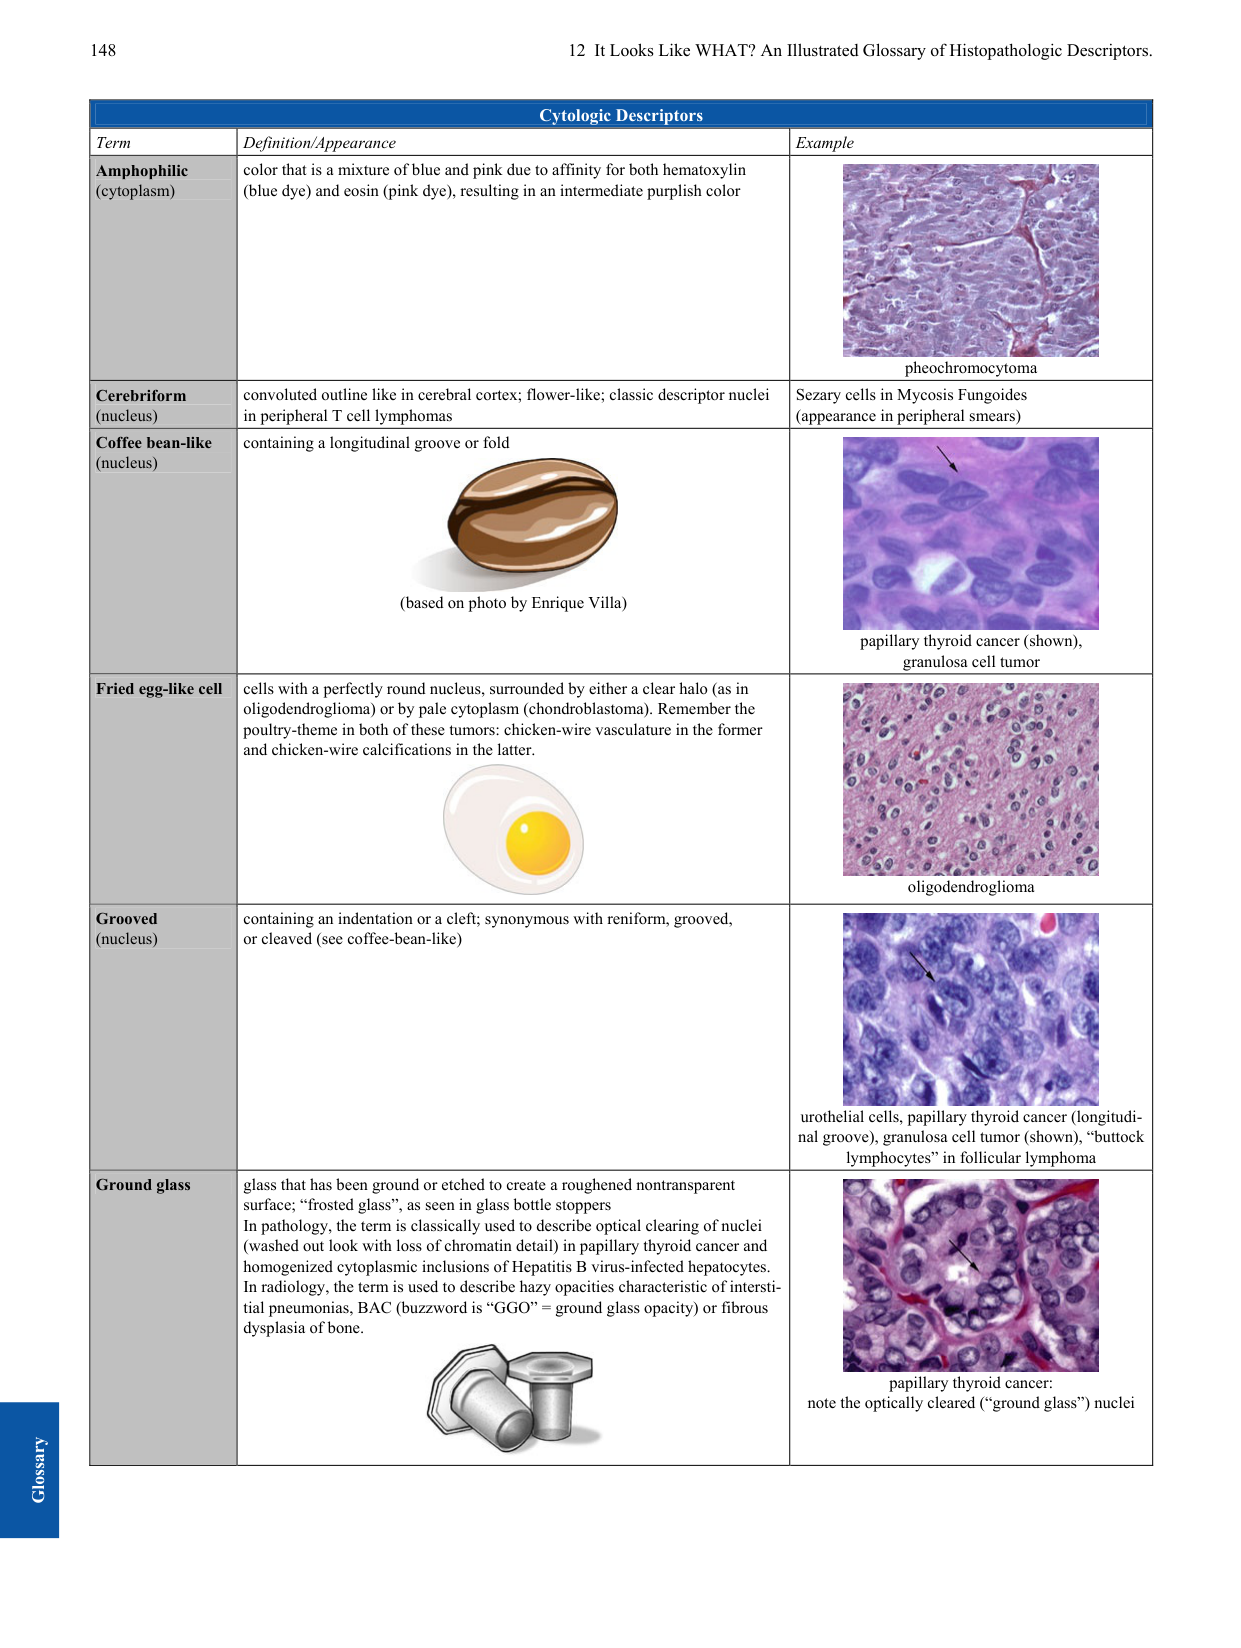 148
12 It Looks Like WHAT? An Illustrated Glossary of Histopathologic Descriptors.
Cytologic Descriptors
Term
Definition/Appearance
Example
Amphophilic
(cytoplasm)
color that is a mixture of blue and pink due to affinity for both hematoxylin
(blue dye) and eosin (pink dye), resulting in an intermediate purplish color
pheochromocytoma
Cerebriform
(nucleus)
convoluted outline like in cerebral cortex; flower-like; classic descriptor nuclei
in peripheral T cell lymphomas
Sezary cells in Mycosis Fungoides
(appearance in peripheral smears)
Coffee bean-like
(nucleus)
containing a longitudinal groove or fold
(based on photo by Enrique Villa)
papillary thyroid cancer (shown),
granulosa cell tumor
Fried egg-like cell
cells with a perfectly round nucleus, surrounded by either a clear halo (as in
oligodendroglioma) or by pale cytoplasm (chondroblastoma). Remember the
poultry-theme in both of these tumors: chicken-wire vasculature in the former
and chicken-wire calcifications in the latter.
oligodendroglioma
Grooved
(nucleus)
containing an indentation or a cleft; synonymous with reniform, grooved,
or cleaved (see coffee-bean-like)
urothelial cells, papillary thyroid cancer (longitudi-
nal groove), granulosa cell tumor (shown), “buttock
lymphocytes” in follicular lymphoma
Ground glass
glass that has been ground or etched to create a roughened nontransparent
surface; “frosted glass”, as seen in glass bottle stoppers
In pathology, the term is classically used to describe optical clearing of nuclei
(washed out look with loss of chromatin detail) in papillary thyroid cancer and
homogenized cytoplasmic inclusions of Hepatitis B virus-infected hepatocytes.
In radiology, the term is used to describe hazy opacities characteristic of intersti-
tial pneumonias, BAC (buzzword is “GGO” = ground glass opacity) or fibrous
dysplasia of bone.
papillary thyroid cancer:
note the optically cleared (“ground glass”) nuclei
Glossary